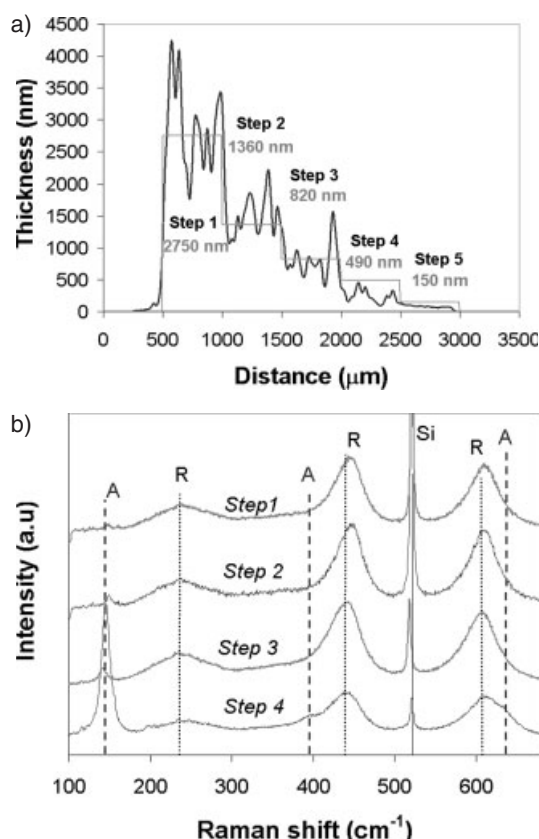 a)
4500
4000
3500
3000
2500
2000
1500
1000
500
0
Thickness (nm)
Step 2
1360 nm
Step 3
820 nm
Step 1
2750 nm
Step 4
490 nm
Step 5
150 nm
0 500 1000 1500 2000 2500 3000 3500
Distance (μm)
b)
A R A R Si R A
Intensity (a.u)
Step1
Step 2
Step 3
Step 4
100 200 300 400 500 600
Raman shift (cm⁻¹)